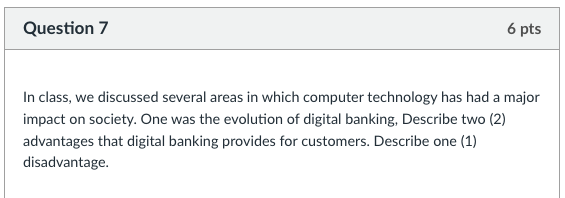 Question 7
6 pts
In class, we discussed several areas in which computer technology has had a major
impact on society. One was the evolution of digital banking, Describe two (2)
advantages that digital banking provides for customers. Describe one (1)
disadvantage.